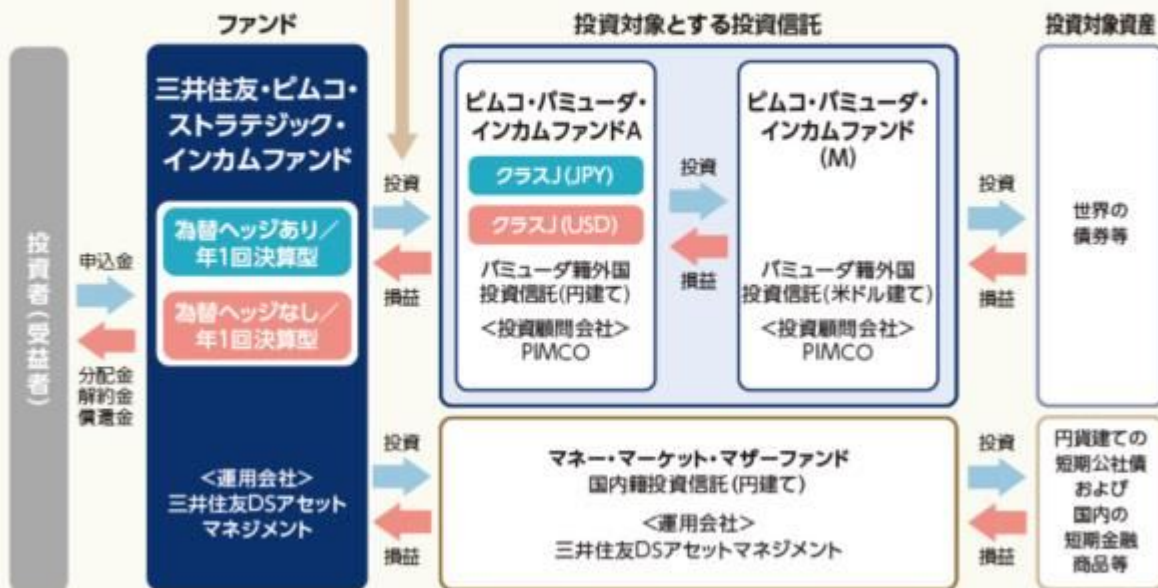 ファンド
投資対象とする投資信託
投資対象資産
投資者(受益者)
申込金
分配金
解約金
償還金
三井住友・ピムコ・
ストラテジック・
インカムファンド
為替ヘッジあり／
年1回決算型
為替ヘッジなし／
年1回決算型
<運用会社>
三井住友DSアセット
マネジメント
投資
損益
ピムコ・バミューダ・
インカムファンドA
クラスJ(JPY)
クラスJ(USD)
バミューダ籍外国
投資信託(円建て)
<投資顧問会社>
PIMCO
投資
損益
ピムコ・バミューダ・
インカムファンド
(M)
バミューダ籍外国
投資信託(米ドル建て)
<投資顧問会社>
PIMCO
投資
損益
世界の
債券等
投資
損益
マネー・マーケット・マザーファンド
国内籍投資信託(円建て)
<運用会社>
三井住友DSアセットマネジメント
投資
損益
円貨建ての
短期公社債
および
国内の
短期金融
商品等